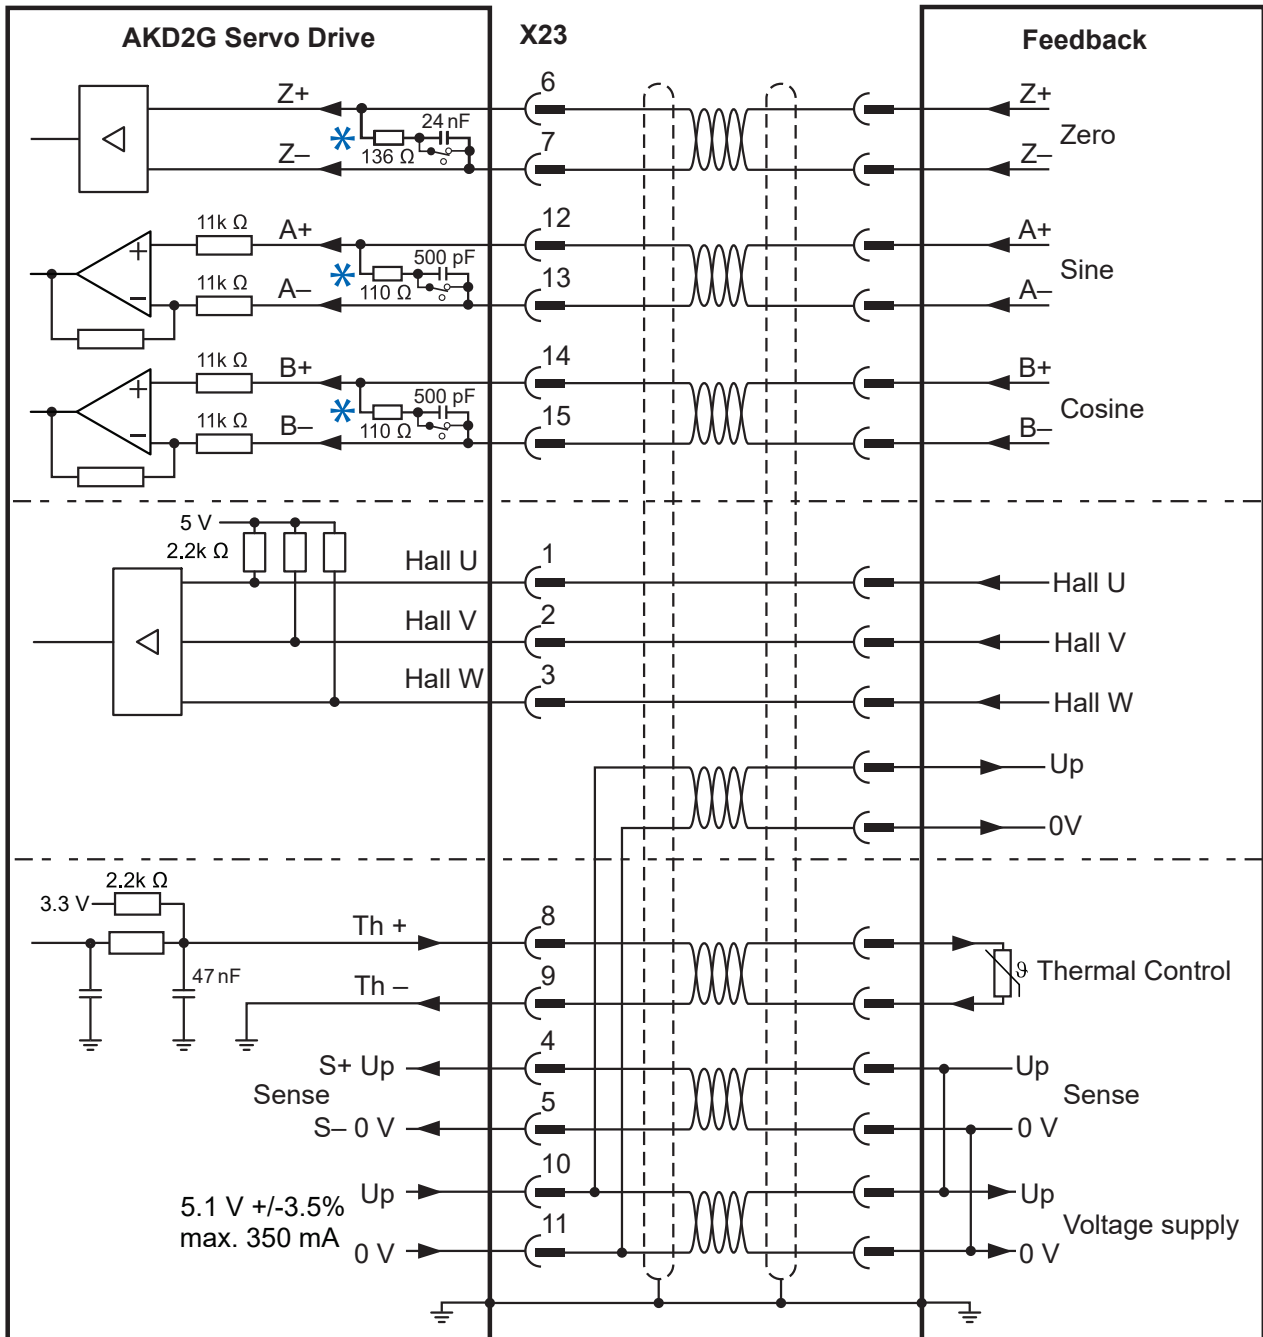 AKD2G Servo Drive X23 Feedback
Z+ 6 Z+
24 nF
* 136 Ω 7 Zero
Z– Z–
11k Ω A+ 12 A+
+ 500 pF
* Sine
11k Ω A– 110 Ω 13 A–
–
11k Ω B+ 14 B+
+ 500 pF
* Cosine
11k Ω B– 110 Ω 15 B–
–
5 V
2.2k Ω
Hall U 1 Hall U
Hall V 2 Hall V
Hall W 3 Hall W
Up
0V
2.2k Ω
3.3 V
Th + 8
47 nF ϑ Thermal Control
Th – 9
S+ Up 4 Up
Sense Sense
S– 0 V 5 0 V
10
Up Up
5.1 V +/-3.5%
max. 350 mA 11 Voltage supply
0 V 0 V